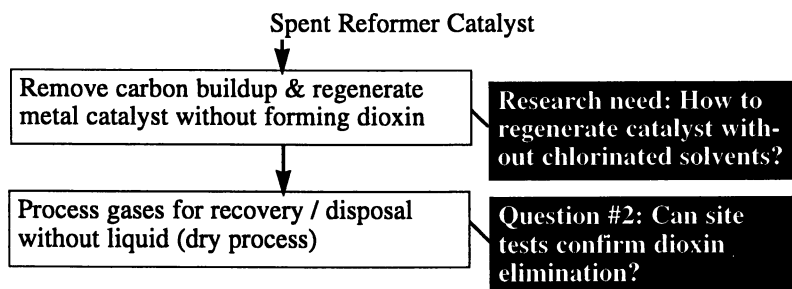 Spent Reformer Catalyst
Remove carbon buildup & regenerate
metal catalyst without forming dioxin
Research need: How to
regenerate catalyst with-
out chlorinated solvents?
Process gases for recovery / disposal
without liquid (dry process)
Question #2: Can site
tests confirm dioxin
elimination?